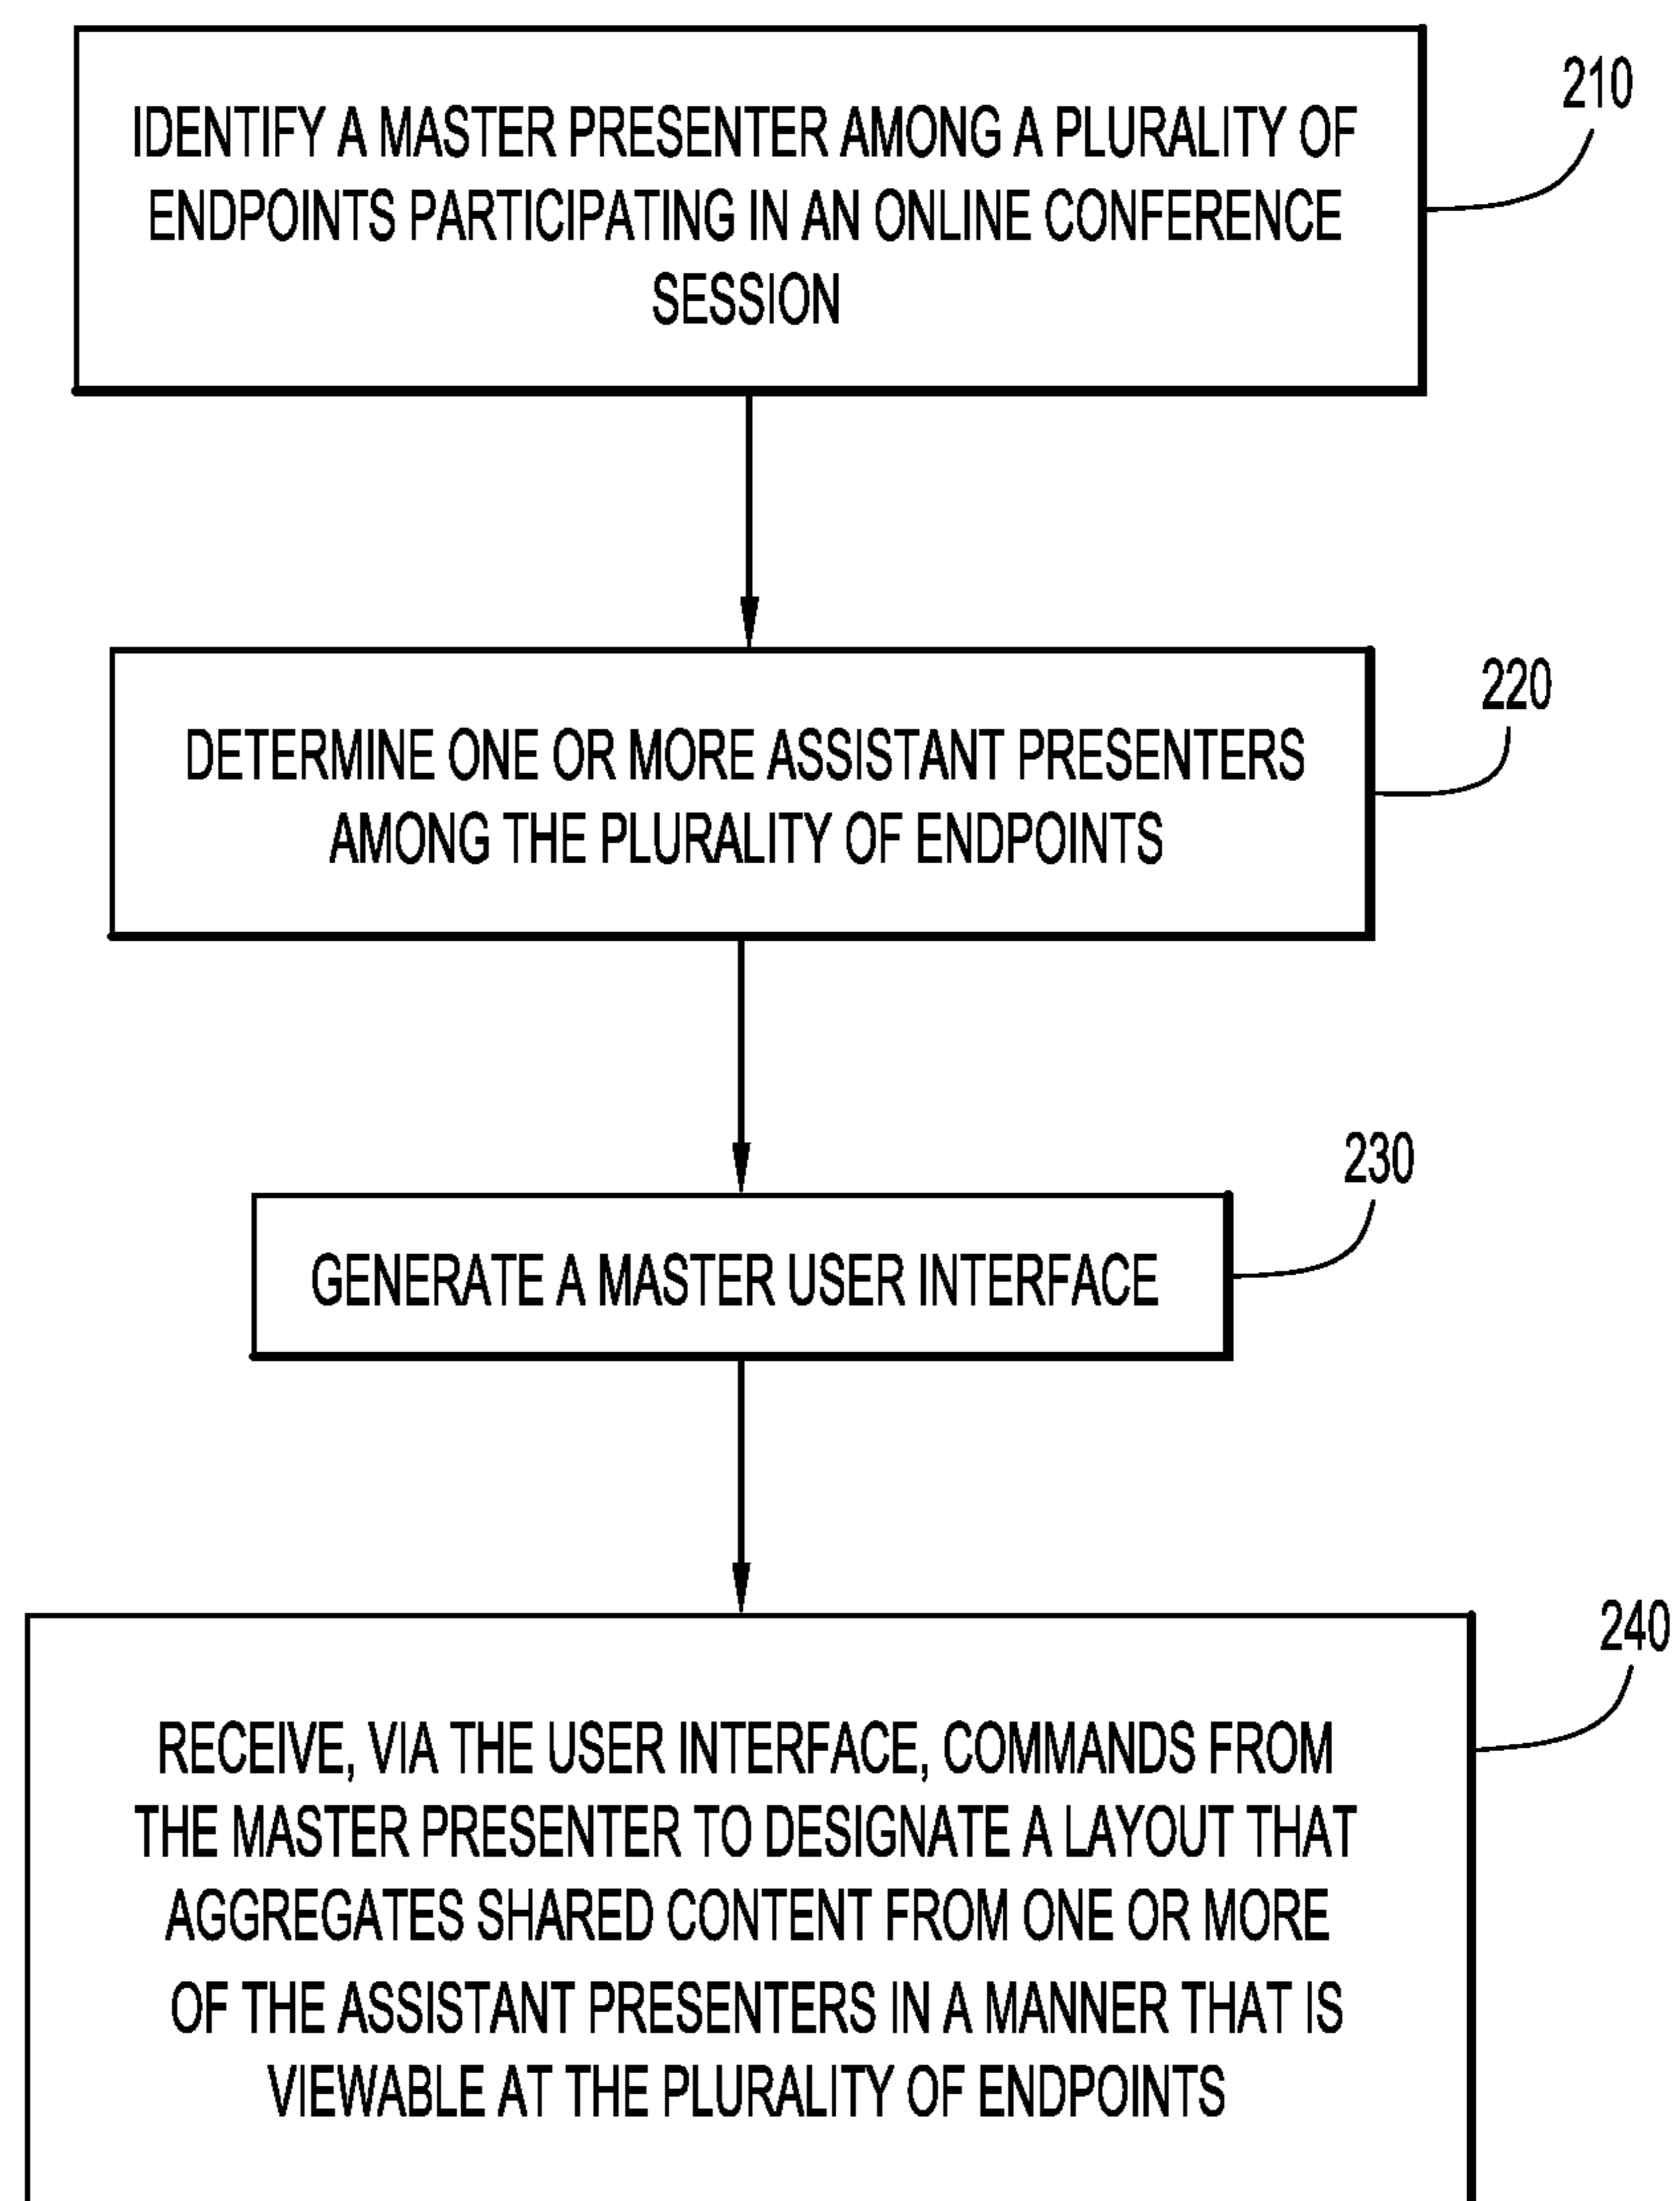 210
IDENTIFY A MASTER PRESENTER AMONG A PLURALITY OF
ENDPOINTS PARTICIPATING IN AN ONLINE CONFERENCE
SESSION
220
DETERMINE ONE OR MORE ASSISTANT PRESENTERS
AMONG THE PLURALITY OF ENDPOINTS
230
GENERATE A MASTER USER INTERFACE
240
RECEIVE, VIA THE USER INTERFACE, COMMANDS FROM
THE MASTER PRESENTER TO DESIGNATE A LAYOUT THAT
AGGREGATES SHARED CONTENT FROM ONE OR MORE
OF THE ASSISTANT PRESENTERS IN A MANNER THAT IS
VIEWABLE AT THE PLURALITY OF ENDPOINTS